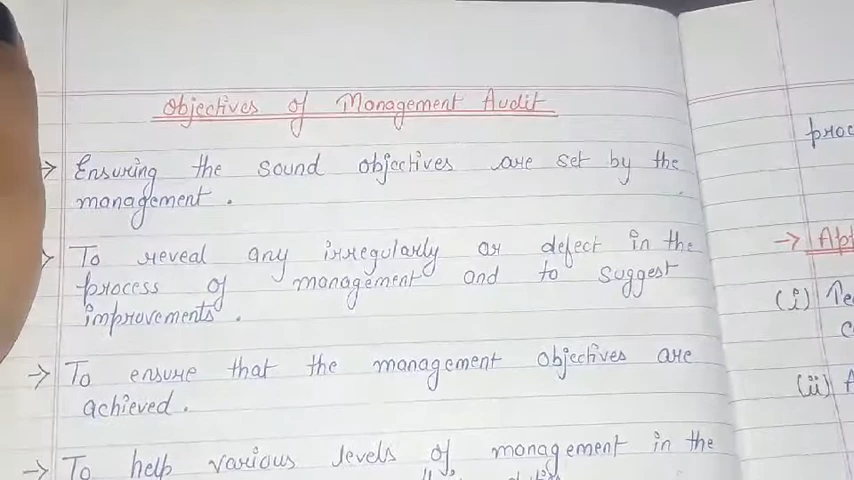 Objectives of Management Audit
→ Ensuring the sound objectives are set by the
management.
→ To reveal any irregularly or defect in the
process of management and to suggest
improvements.
→ To ensure that the management objectives are
achieved.
→ To help various levels of management in the
→
(i)
(ii)